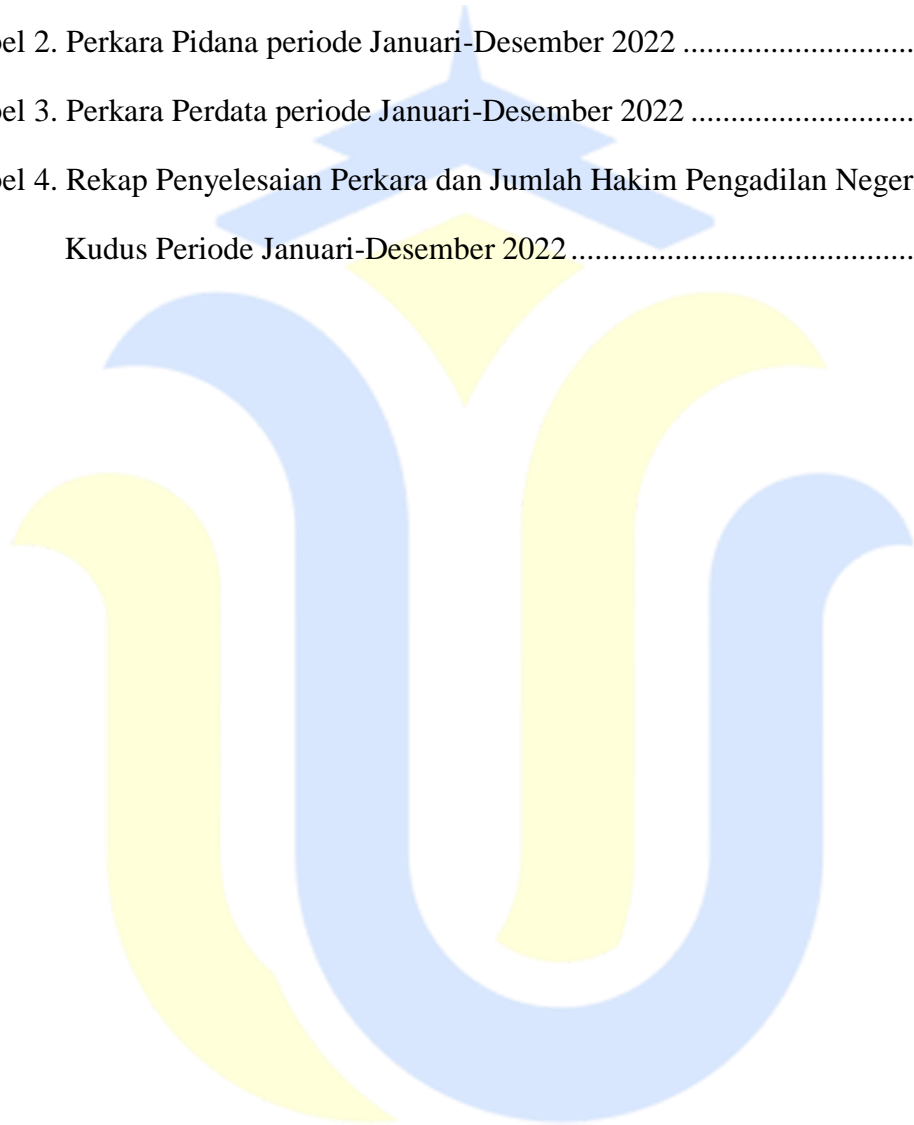 bel 2. Perkara Pidana periode Januari-Desember 2022 ............................
bel 3. Perkara Perdata periode Januari-Desember 2022 ...........................
bel 4. Rekap Penyelesaian Perkara dan Jumlah Hakim Pengadilan Neger
Kudus Periode Januari-Desember 2022 ..........................................